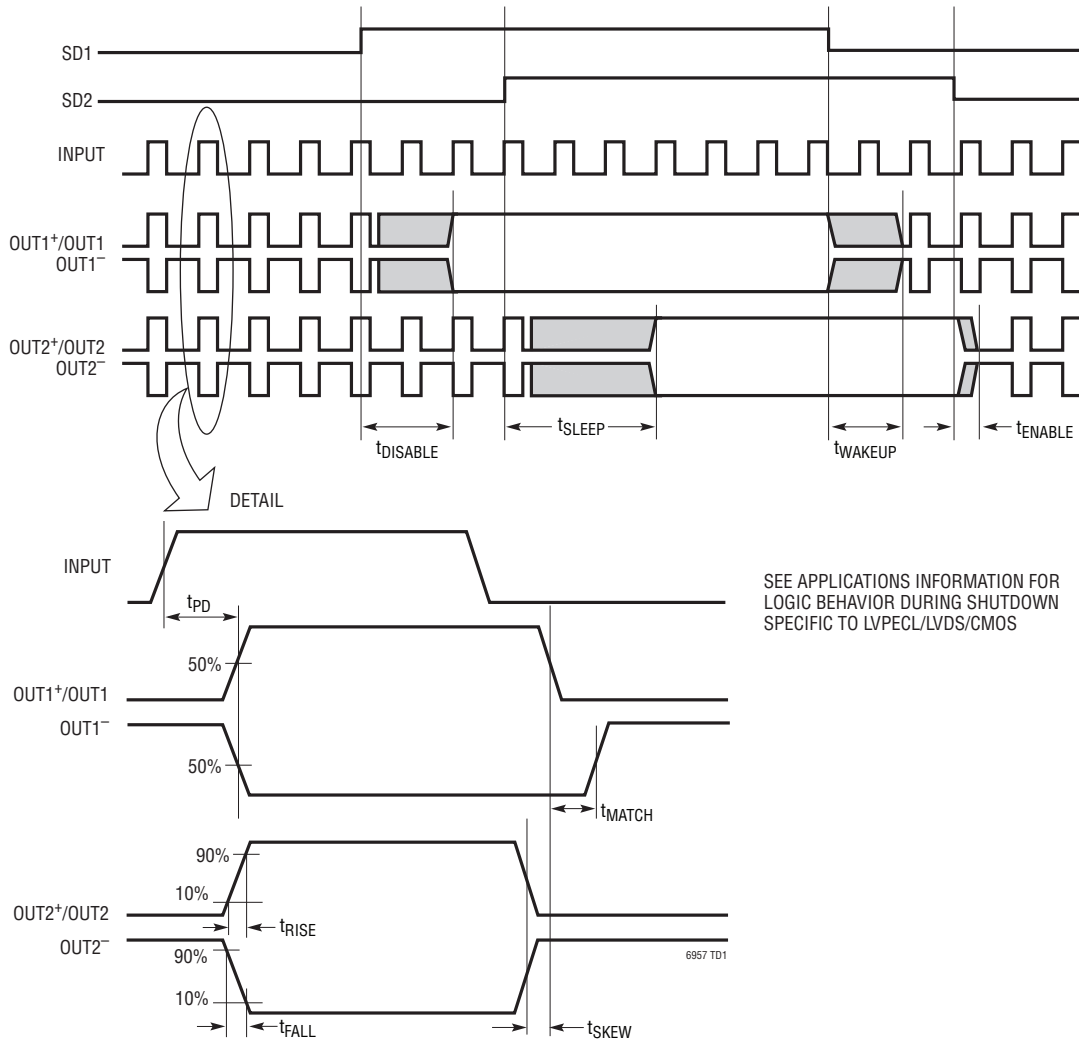 SD1
SD2
INPUT
OUT1+/OUT1
OUT1–
OUT2+/OUT2
OUT2–
tDISABLE
tSLEEP
tWAKEUP
tENABLE
DETAIL
INPUT
tPD
SEE APPLICATIONS INFORMATION FOR
LOGIC BEHAVIOR DURING SHUTDOWN
SPECIFIC TO LVPECL/LVDS/CMOS
50%
OUT1+/OUT1
OUT1–
50%
tMATCH
90%
10%
OUT2+/OUT2
tRISE
OUT2–
90%
6957 TD1
10%
tFALL
tSKEW